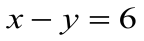 x − y = 6